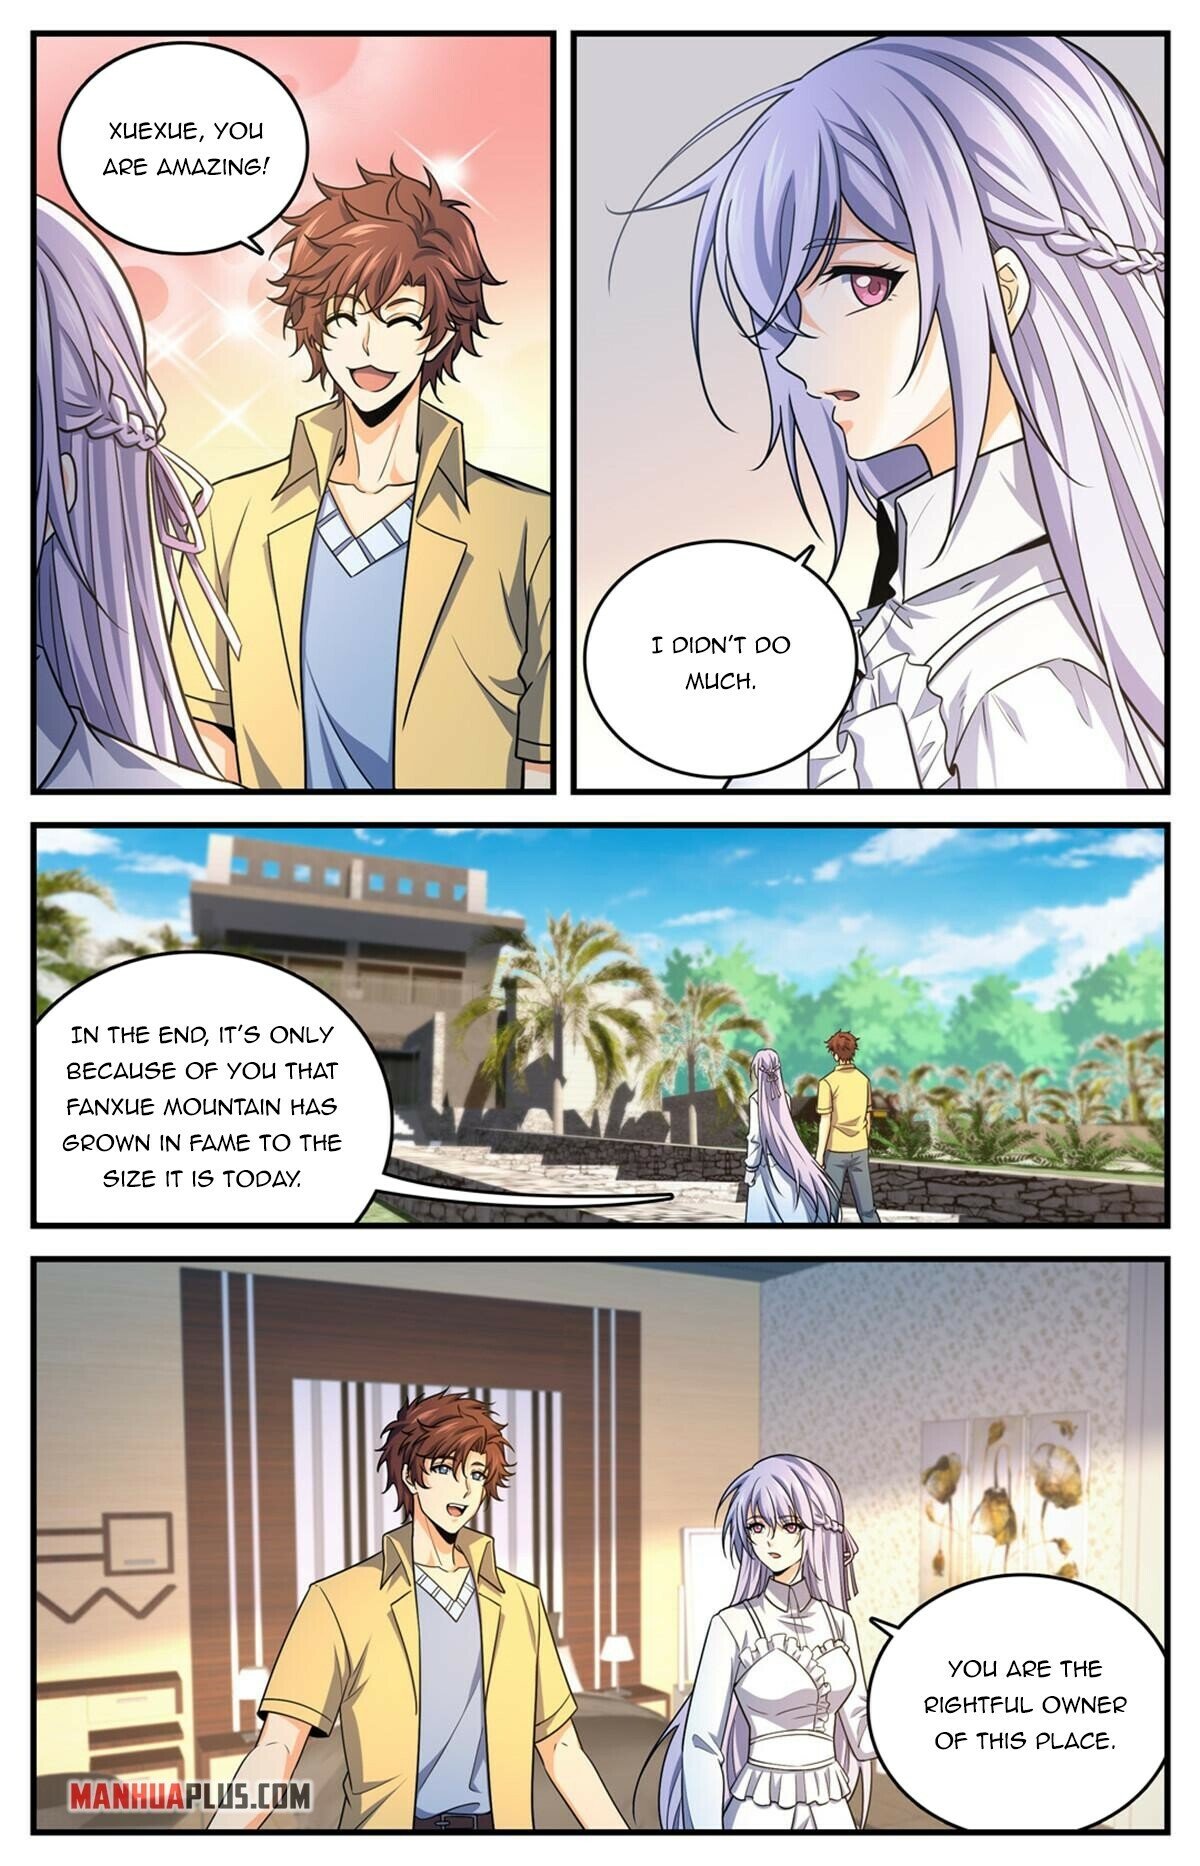 XUEXUE, YOU
ARE AMAZING!
I DIDN'T DO
MUCH.
IN THE END, IT'S ONLY
BECAUSE OF YOU THAT
FANXUE MOUNTAIN HAS
GROWN IN FAME TO THE
SIZE IT IS TODAY.
YOU ARE THE
RIGHTFUL OWNER
OF THIS PLACE.
MANHUAPLUS.COM